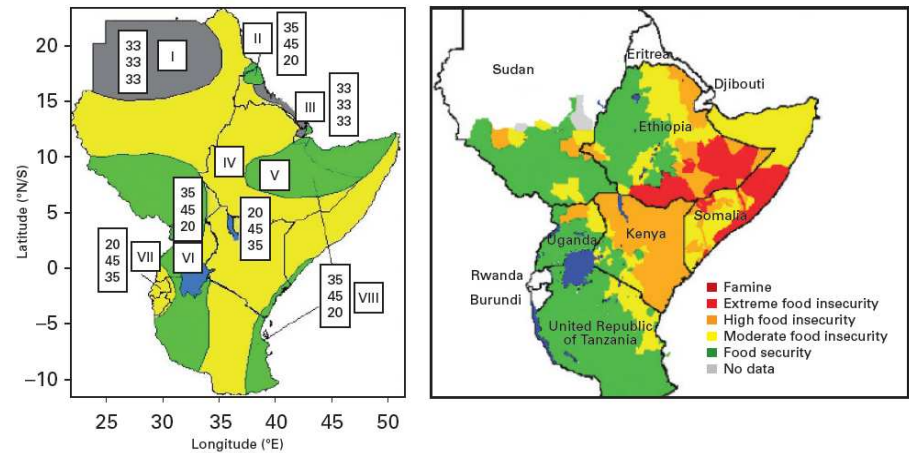 20
15
10
5
0
−5
−10
Latitude (°N/S)
25
30
35
40
45
50
Longitude (°E)
33
33
33
I
II
35
45
20
III
33
33
33
IV
V
35
45
20
VI
20
45
35
20
45
35
VII
35
45
20
VIII
Sudan
Eritrea
Djibouti
Ethiopia
Somalia
Kenya
Uganda
Rwanda
Burundi
United Republic
of Tanzania
Famine
Extreme food insecurity
High food insecurity
Moderate food insecurity
Food security
No data